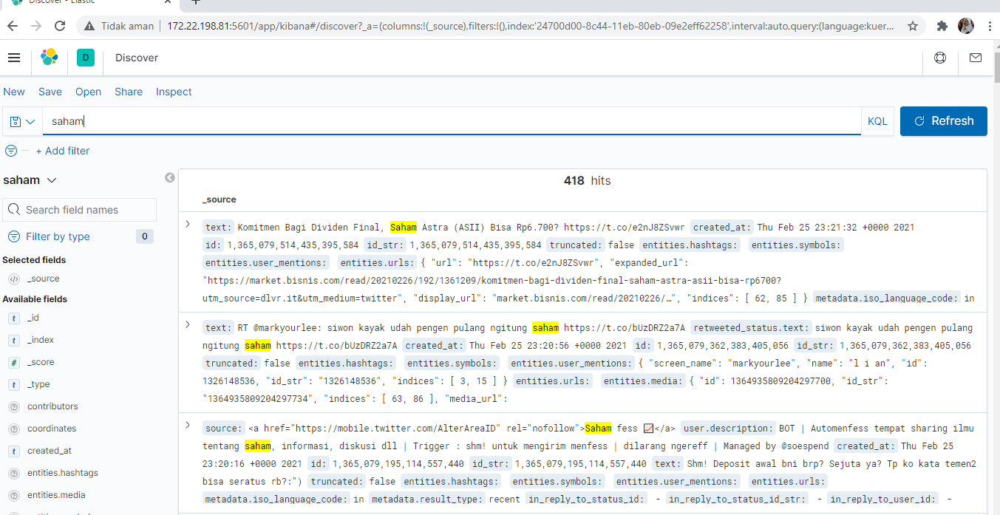 Discover - Elastic
Tidak aman 172.22.198.81:5601/app/kibana#/discover?_a=(columns:!(_source),filters:!(),index:'24700d00-8c44-11eb-80eb-09e2eff62258',interval:auto,query:(language:kuer...
D Discover
New Save Open Share Inspect
saham KQL Refresh
+ Add filter
saham
Search field names
Filter by type 0
Selected fields
_source
Available fields
t _id
t _index
# _score
t _type
contributors
coordinates
t created_at
entities.hashtags
entities.media
418 hits
_source
text: Komitmen Bagi Dividen Final, Saham Astra (ASII) Bisa Rp6.700? https://t.co/e2nJ8ZSvwr created_at: Thu Feb 25 23:21:32 +0000 2021
id: 1,365,079,514,435,395,584 id_str: 1,365,079,514,435,395,584 truncated: false entities.hashtags: entities.symbols:
entities.user_mentions: entities.urls: { "url": "https://t.co/e2nJ8ZSvwr", "expanded_url":
"https://market.bisnis.com/read/20210226/192/1361209/komitmen-bagi-dividen-final-saham-astra-asii-bisa-rp6700?
utm_source=dlvr.it&utm_medium=twitter", "display_url": "market.bisnis.com/read/20210226/…", "indices": [ 62, 85 ] } metadata.iso_language_code: in
text: RT @markyourlee: siwon kayak udah pengen pulang ngitung saham https://t.co/bUzDRZ2a7A retweeted_status.text: siwon kayak udah pengen pulang
ngitung saham https://t.co/bUzDRZ2a7A created_at: Thu Feb 25 23:20:56 +0000 2021 id: 1,365,079,362,383,405,056 id_str: 1,365,079,362,383,405,056
truncated: false entities.hashtags: entities.symbols: entities.user_mentions: { "screen_name": "markyourlee", "name": "l i an", "id":
1326148536, "id_str": "1326148536", "indices": [ 3, 15 ] } entities.urls: entities.media: { "id": 1364935809204297700, "id_str":
"1364935809204297734", "indices": [ 63, 86 ], "media_url":
source: <a href="https://mobile.twitter.com/AlterAreaID" rel="nofollow">Saham fess 📈</a> user.description: BOT | Automenfess tempat sharing ilmu
tentang saham, informasi, diskusi dll | Trigger : shm! untuk mengirim menfess | dilarang ngereff | Managed by @soespend created_at: Thu Feb 25
23:20:16 +0000 2021 id: 1,365,079,195,114,557,440 id_str: 1,365,079,195,114,557,440 text: Shm! Deposit awal bni brp? Sejuta ya? Tp ko kata temen2
bisa seratus rb?:") truncated: false entities.hashtags: entities.symbols: entities.user_mentions: entities.urls:
metadata.iso_language_code: in metadata.result_type: recent in_reply_to_status_id: - in_reply_to_status_id_str: - in_reply_to_user_id: -